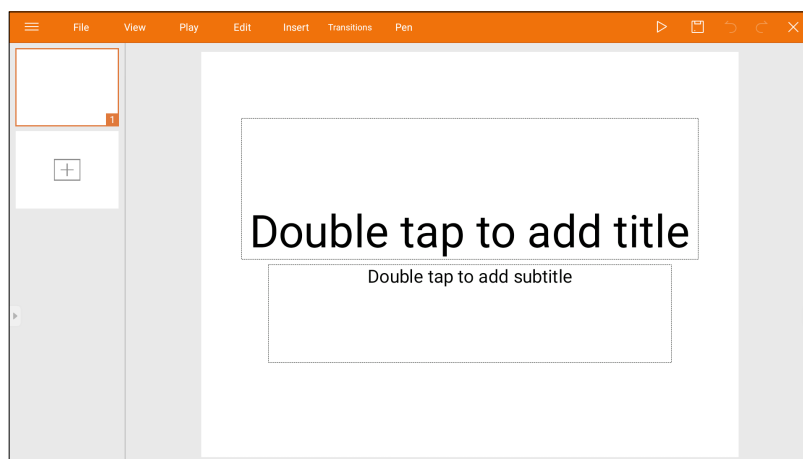 File View Play Edit Insert Transitions Pen
1
Double tap to add title
Double tap to add subtitle